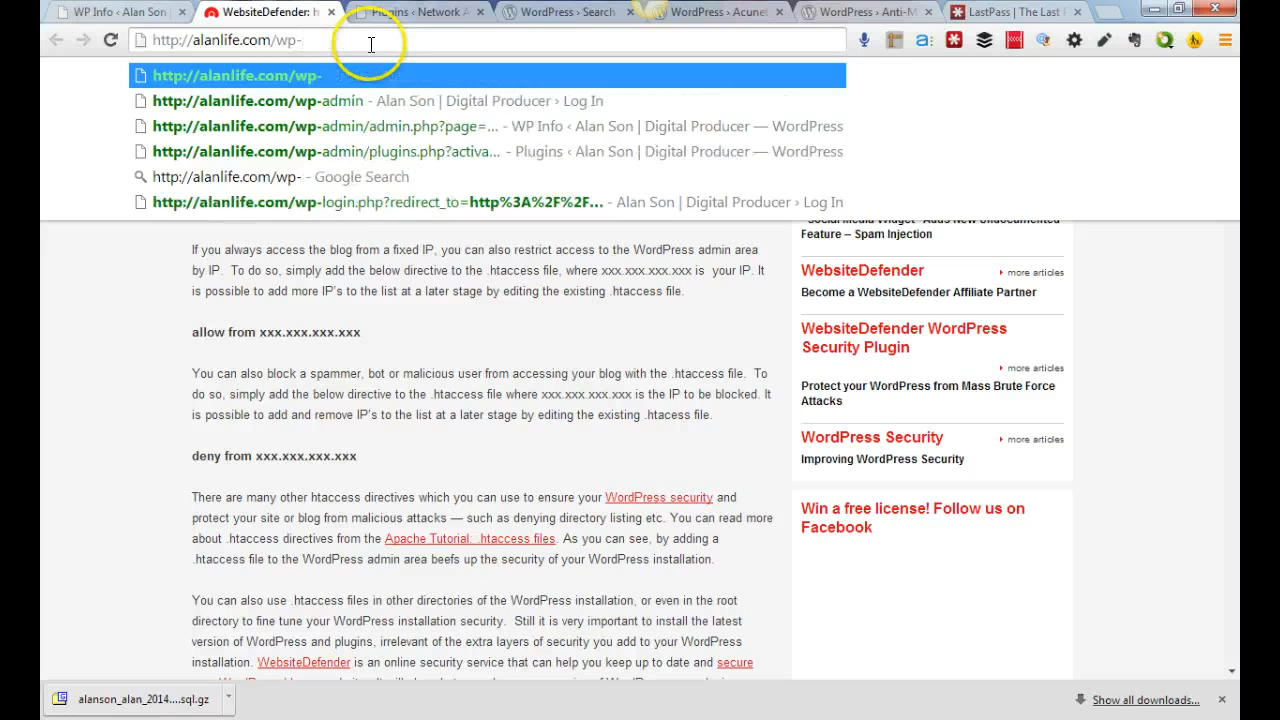 WP Info ‹ Alan Son | Digital
WebsiteDefender: h
Plugins ‹ Network A
WordPress › Search
WordPress › Acunet
WordPress › Anti-M
LastPass | The Last
http://alanlife.com/wp-
http://alanlife.com/wp-
http://alanlife.com/wp-admin - Alan Son | Digital Producer › Log In
http://alanlife.com/wp-admin/admin.php?page=... - WP Info ‹ Alan Son | Digital Producer — WordPress
http://alanlife.com/wp-admin/plugins.php?activa... - Plugins ‹ Alan Son | Digital Producer — WordPress
http://alanlife.com/wp- - Google Search
http://alanlife.com/wp-login.php?redirect_to=http%3A%2F%2F... - Alan Son | Digital Producer › Log In
If you always access the blog from a fixed IP, you can also restrict access to the WordPress admin area
by IP. To do so, simply add the below directive to the .htaccess file, where xxx.xxx.xxx.xxx is your IP. It
is possible to add more IP's to the list at a later stage by editing the existing .htaccess file.
allow from xxx.xxx.xxx.xxx
You can also block a spammer, bot or malicious user from accessing your blog with the .htaccess file. To
do so, simply add the below directive to the .htaccess file where xxx.xxx.xxx.xxx is the IP to be blocked. It
is possible to add and remove IP's to the list at a later stage by editing the existing .htacess file.
deny from xxx.xxx.xxx.xxx
There are many other htaccess directives which you can use to ensure your WordPress security and
protect your site or blog from malicious attacks — such as denying directory listing etc. You can read more
about .htaccess directives from the Apache Tutorial: .htaccess files. As you can see, by adding a
.htaccess file to the WordPress admin area beefs up the security of your WordPress installation.
You can also use .htaccess files in other directories of the WordPress installation, or even in the root
directory to fine tune your WordPress installation security. Still it is very important to install the latest
version of WordPress and plugins, irrelevant of the extra layers of security you add to your WordPress
installation. WebsiteDefender is an online security service that can help you keep up to date and secure
Social Media Widget Adds New Undocumented
Feature – Spam Injection
WebsiteDefender
more articles
Become a WebsiteDefender Affiliate Partner
WebsiteDefender WordPress
Security Plugin
more articles
Protect your WordPress from Mass Brute Force
Attacks
WordPress Security
more articles
Improving WordPress Security
Win a free license! Follow us on
Facebook
alanson_alan_2014....sql.gz
Show all downloads...